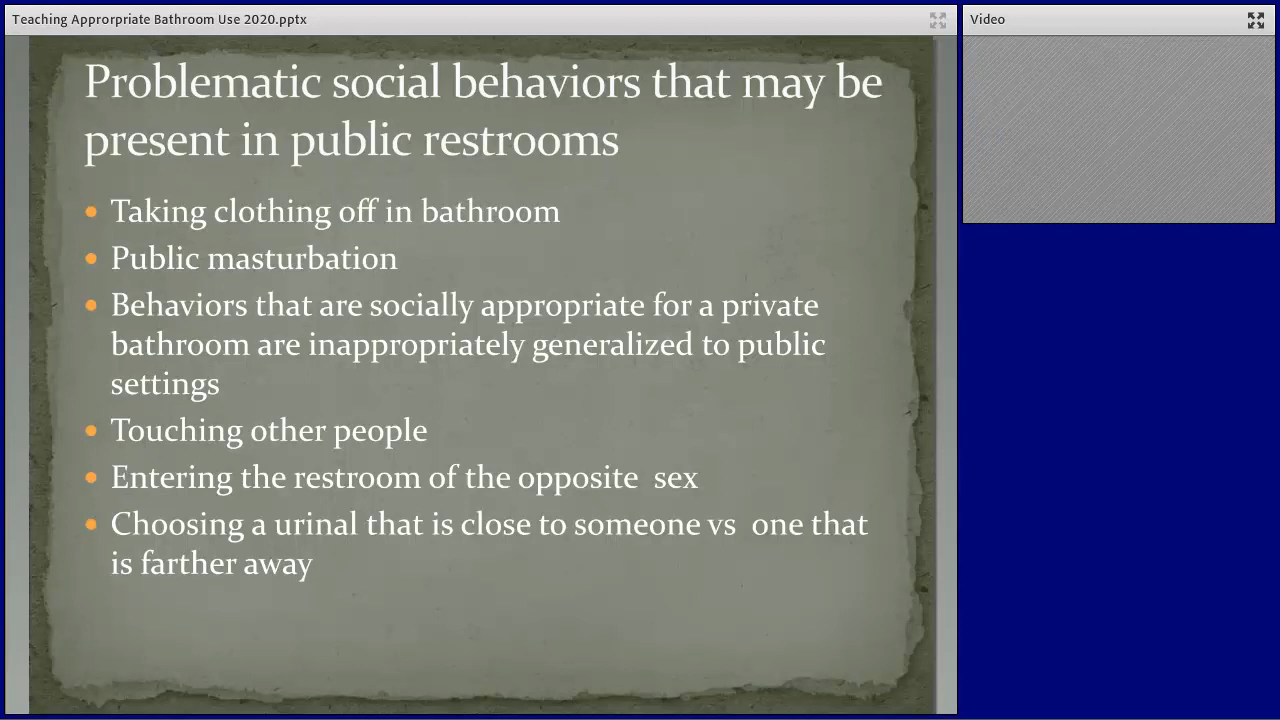 Teaching Approrpriate Bathroom Use 2020.pptx
Video
Problematic social behaviors that may be
present in public restrooms
• Taking clothing off in bathroom
• Public masturbation
• Behaviors that are socially appropriate for a private
bathroom are inappropriately generalized to public
settings
• Touching other people
• Entering the restroom of the opposite  sex
• Choosing a urinal that is close to someone vs  one that
is farther away